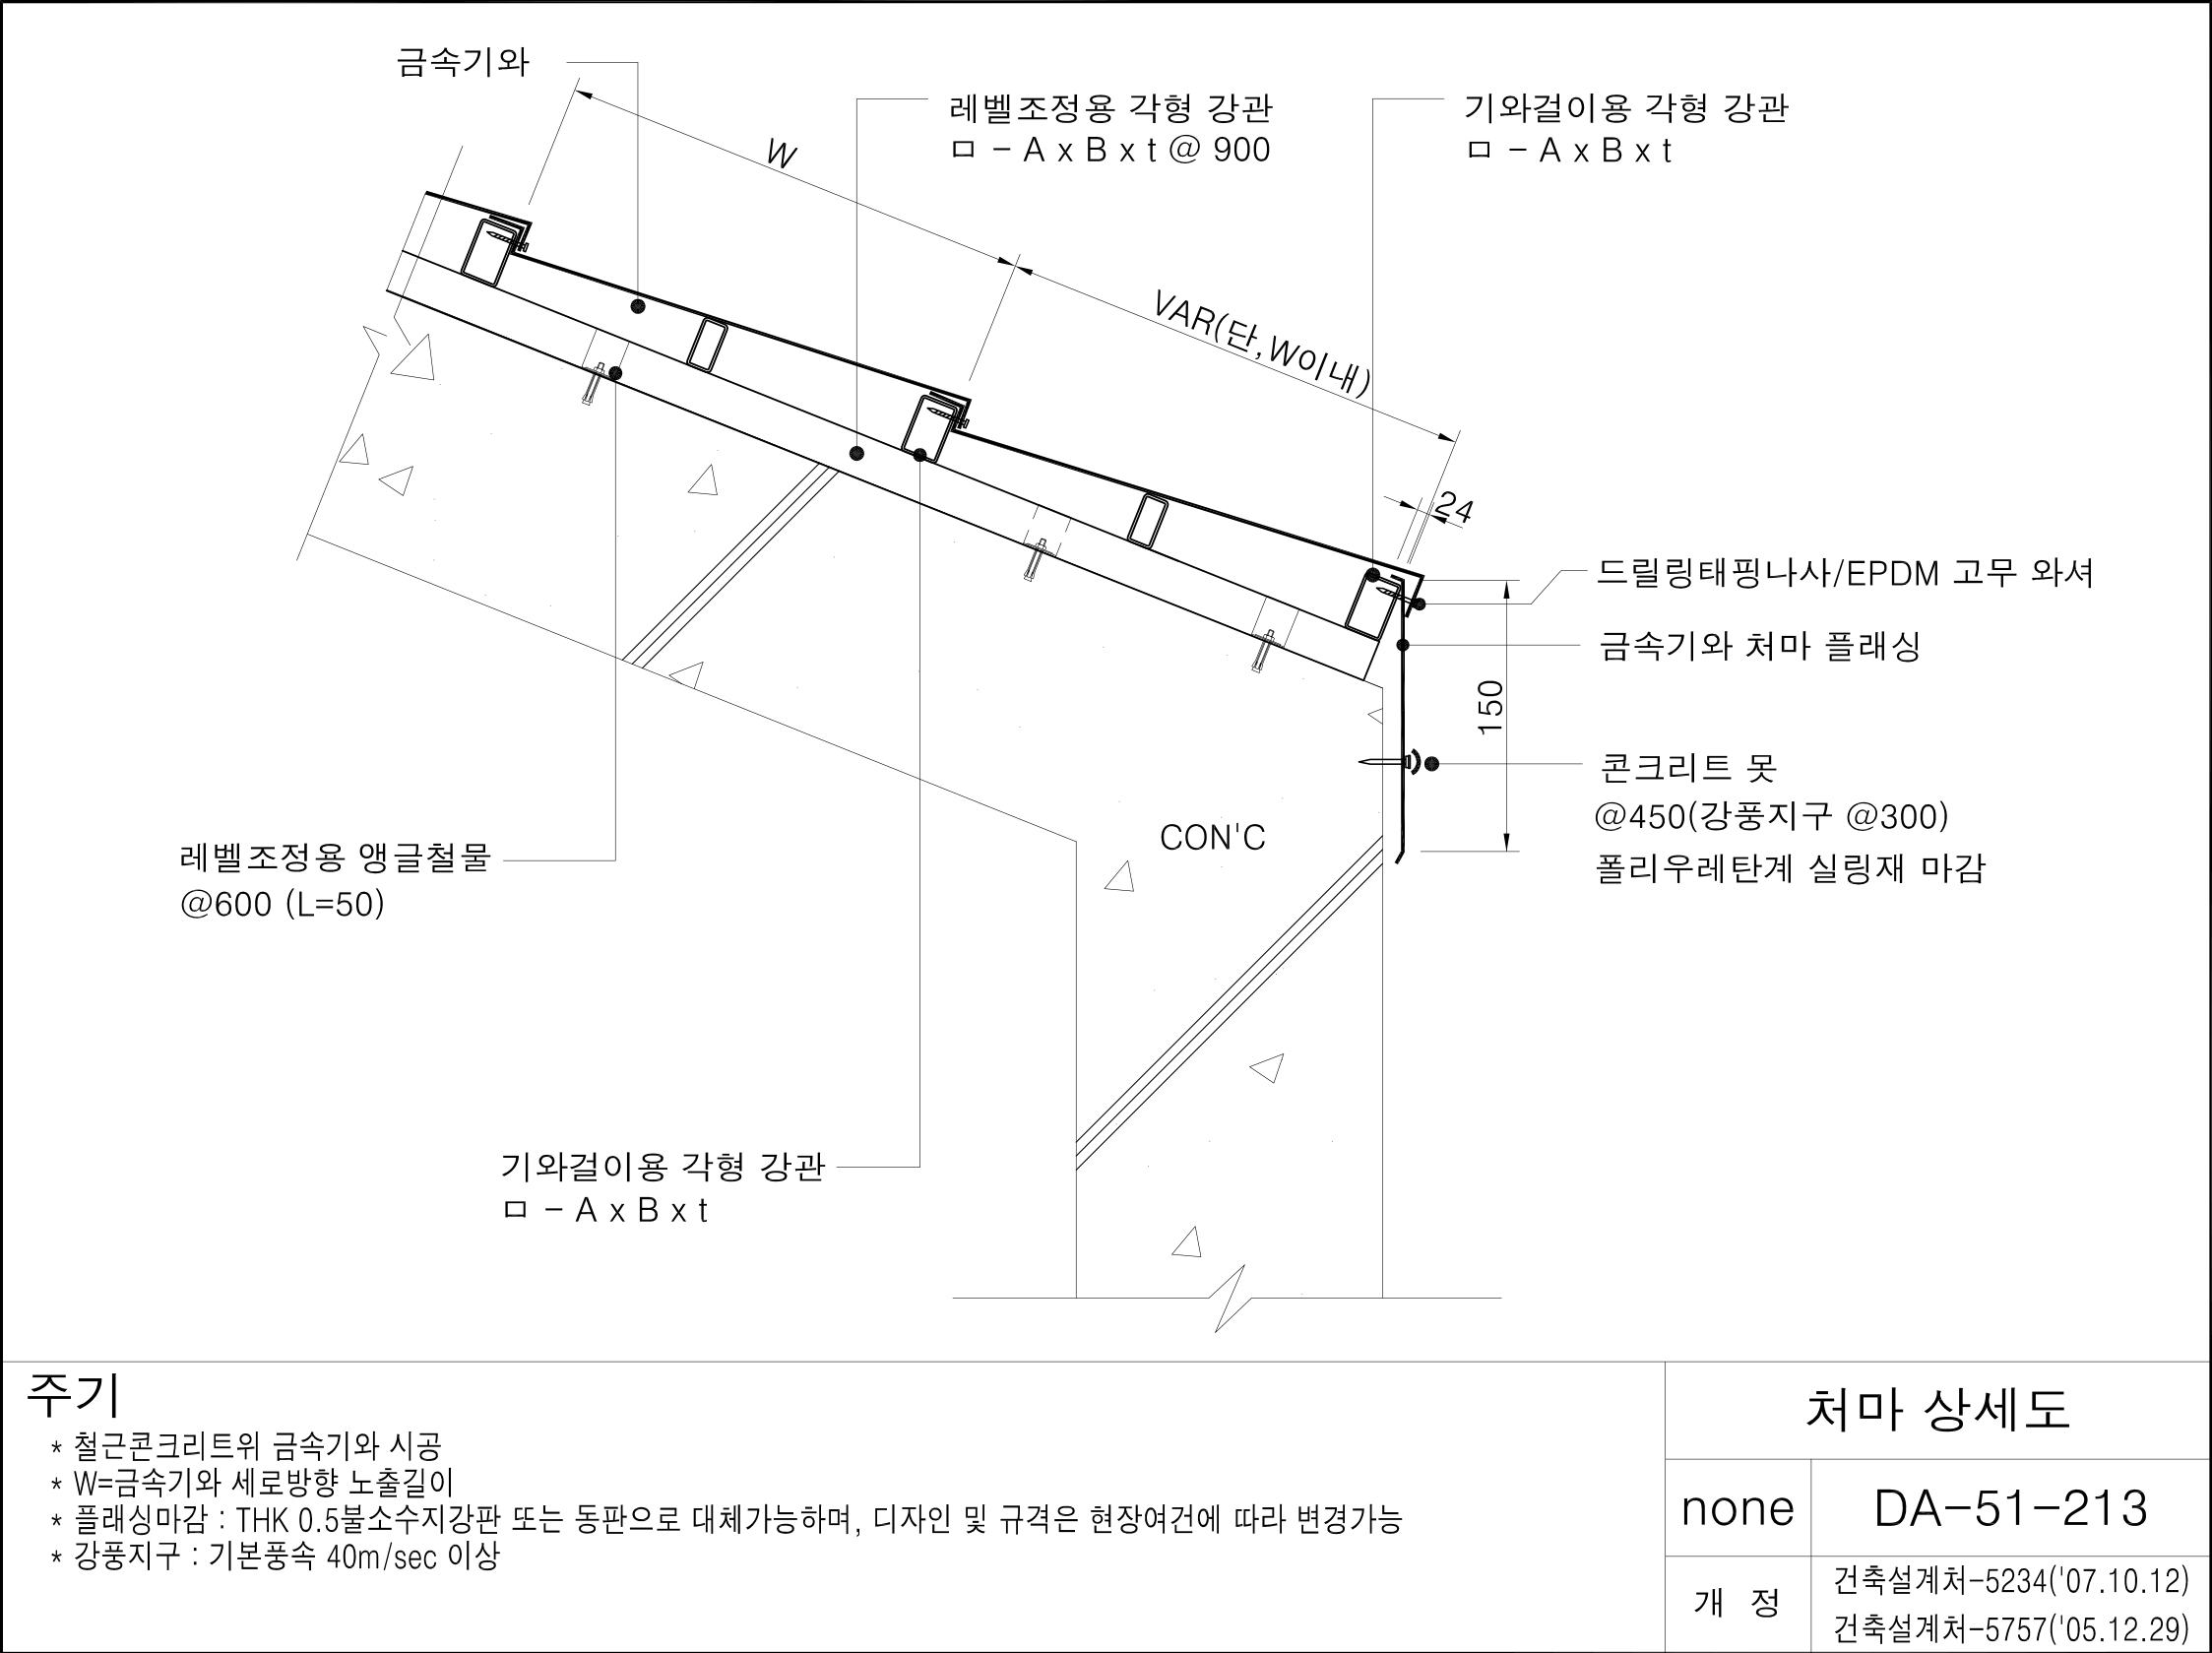 금속기와
레벨조정용 각형 강관
ㅁ - A x B x t @ 900
기와걸이용 각형 강관
ㅁ - A x B x t
W
VAR(단,W이내)
24
드릴링태핑나사/EPDM 고무 와셔
금속기와 처마 플래싱
150
콘크리트 못
@450(강풍지구 @300)
폴리우레탄계 실링재 마감
CON'C
레벨조정용 앵글철물
@600 (L=50)
기와걸이용 각형 강관
ㅁ - A x B x t
주기
* 철근콘크리트위 금속기와 시공
* W=금속기와 세로방향 노출길이
* 플래싱마감 : THK 0.5불소수지강판 또는 동판으로 대체가능하며, 디자인 및 규격은 현장여건에 따라 변경가능
* 강풍지구 : 기본풍속 40m/sec 이상
처마 상세도
none
DA-51-213
개 정
건축설계처-5234('07.10.12)
건축설계처-5757('05.12.29)